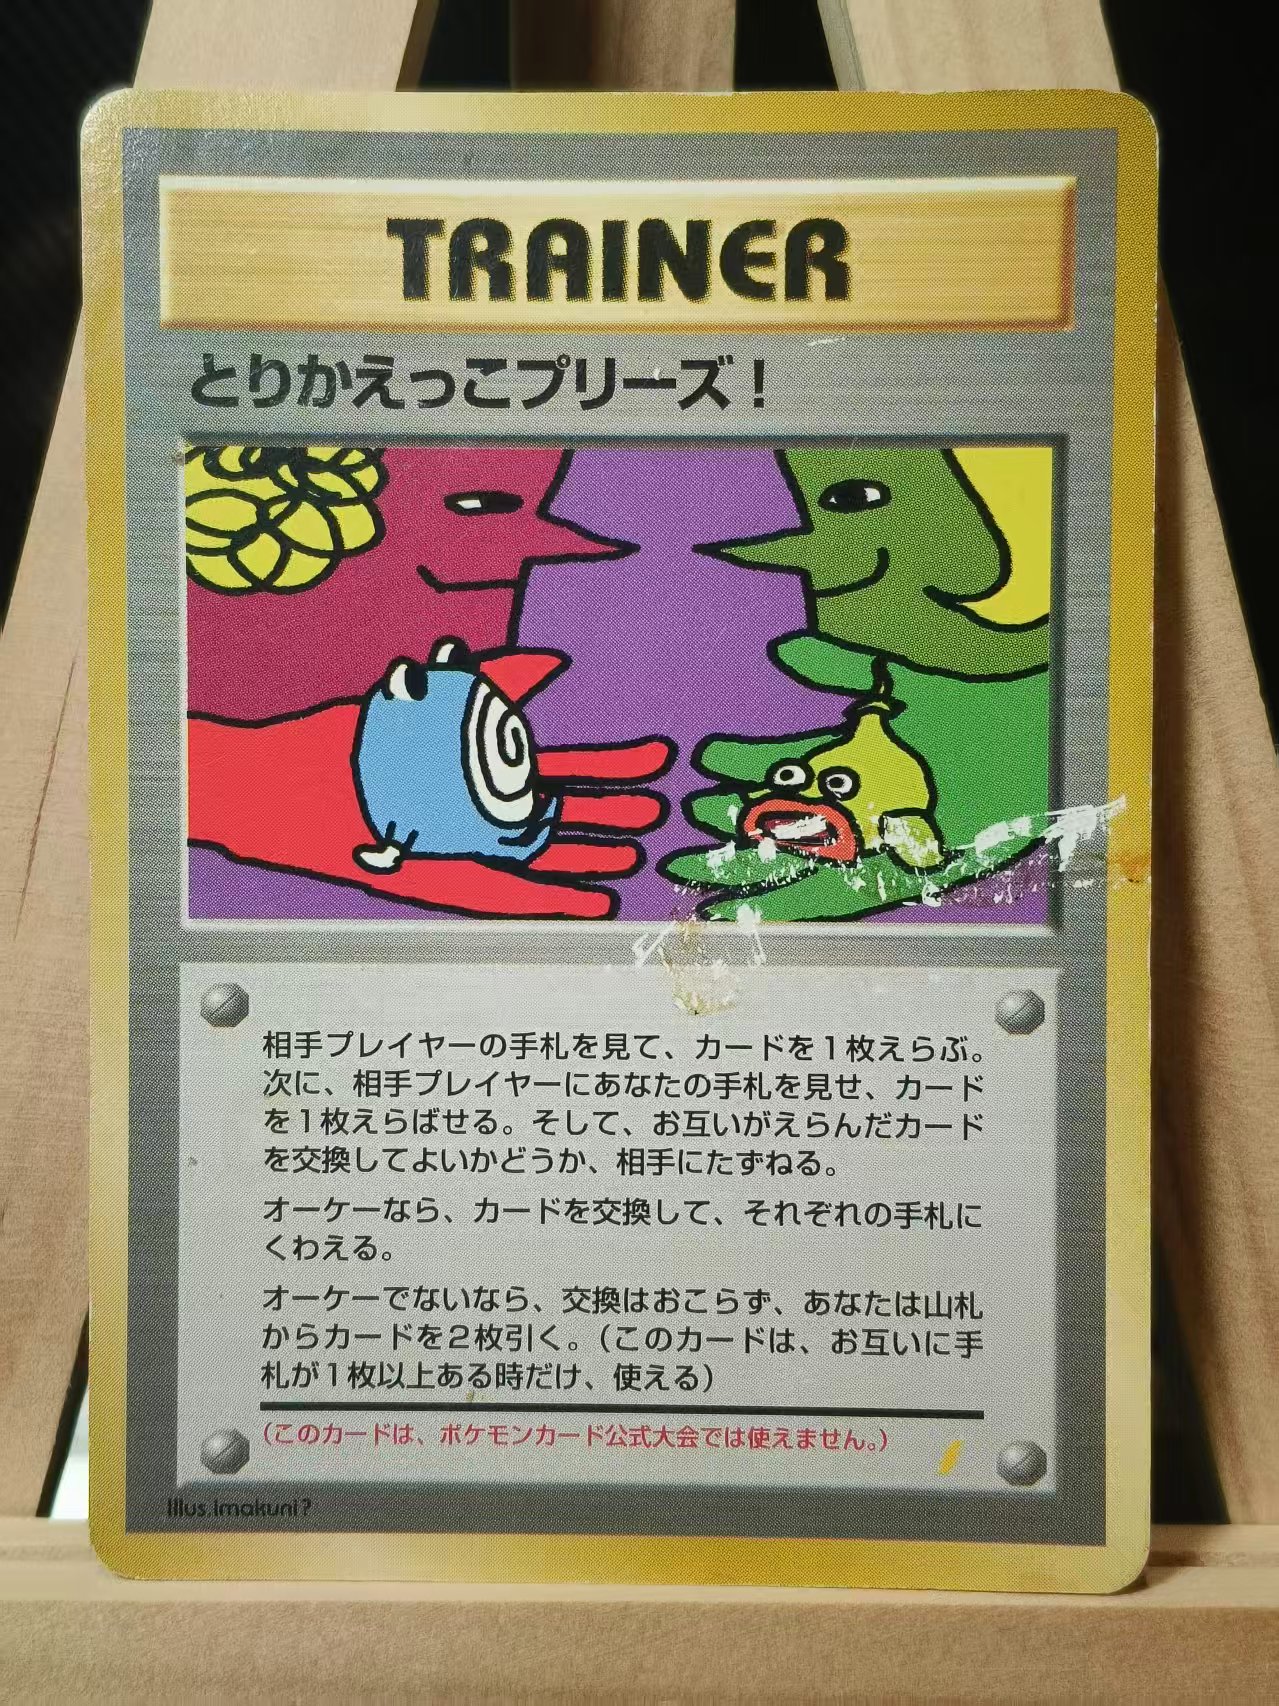 TRAINER
とりかえっこプリーズ！
相手プレイヤーの手札を見て、カードを１枚えらぶ。
次に、相手プレイヤーにあなたの手札を見せ、カード
を１枚えらばせる。そして、お互いがえらんだカード
を交換してよいかどうか、相手にたずねる。
オーケーなら、カードを交換して、それぞれの手札に
くわえる。
オーケーでないなら、交換はおこらず、あなたは山札
からカードを２枚引く。（このカードは、お互いに手
札が１枚以上ある時だけ、使える）
（このカードは、ポケモンカード公式大会では使えません。）
Illus.Imakuni?